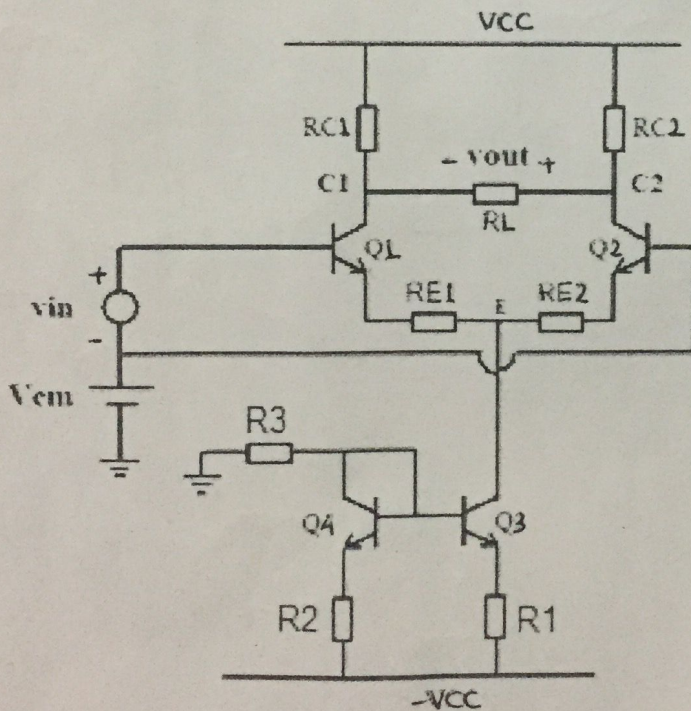 VCC
RC1
RC2
- vout +
C1
C2
RL
Q1
Q2
+
vin
-
RE1
E
RE2
Vcm
R3
Q4
Q3
R2
R1
-VCC